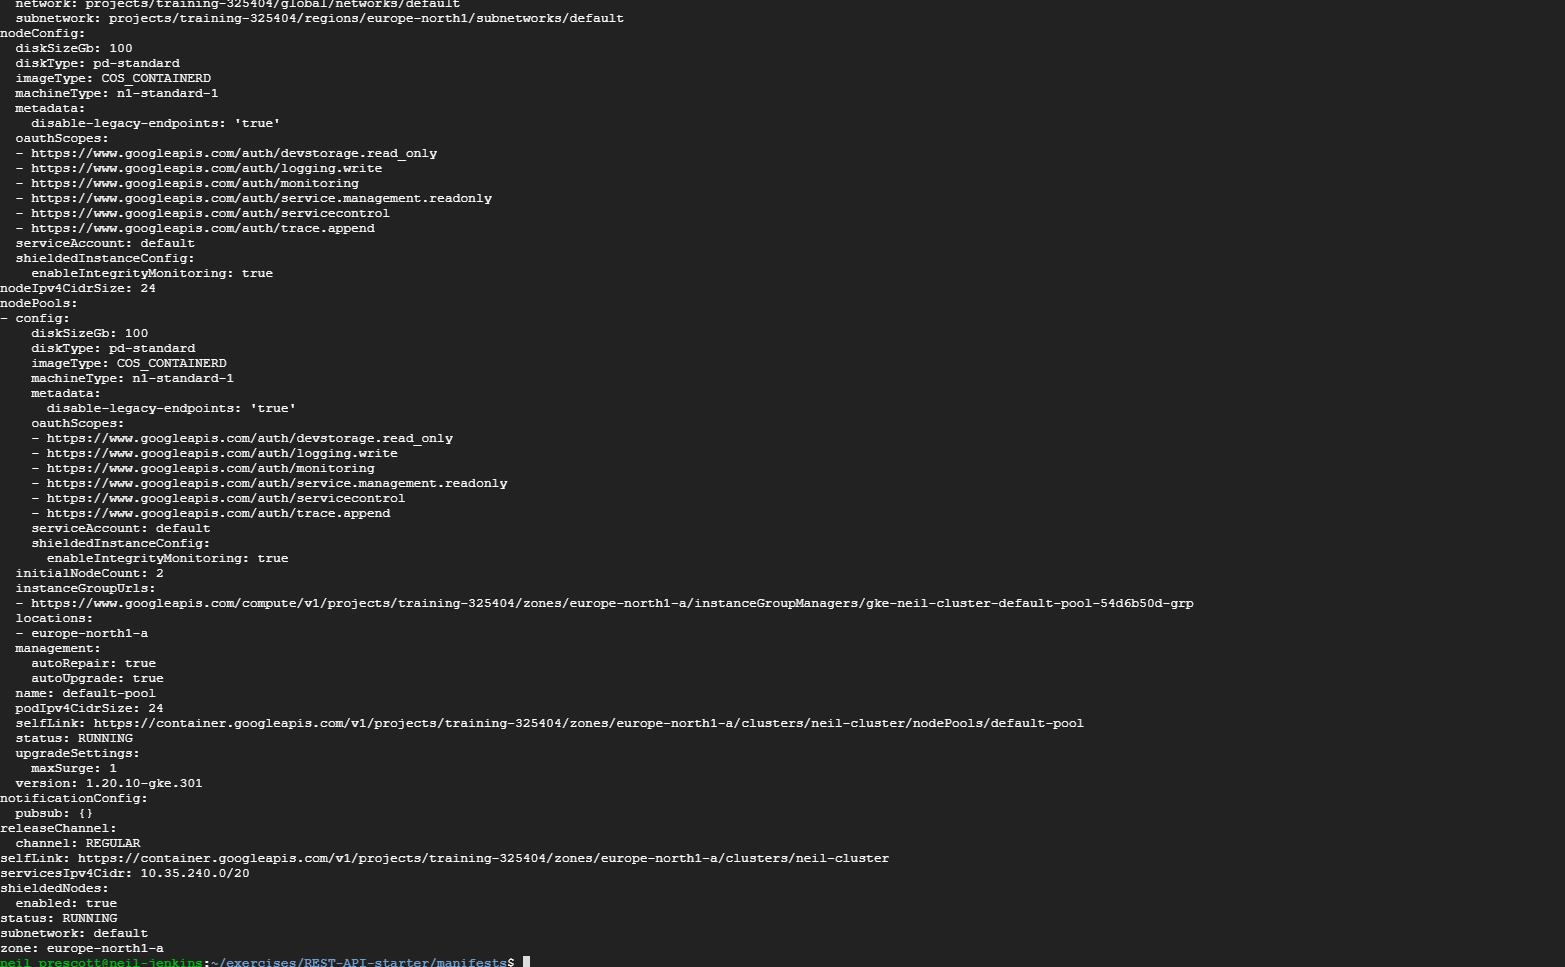 network: projects/training-325404/global/networks/default
  subnetwork: projects/training-325404/regions/europe-north1/subnetworks/default
nodeConfig:
  diskSizeGb: 100
  diskType: pd-standard
  imageType: COS_CONTAINERD
  machineType: n1-standard-1
  metadata:
    disable-legacy-endpoints: 'true'
  oauthScopes:
  - https://www.googleapis.com/auth/devstorage.read_only
  - https://www.googleapis.com/auth/logging.write
  - https://www.googleapis.com/auth/monitoring
  - https://www.googleapis.com/auth/service.management.readonly
  - https://www.googleapis.com/auth/servicecontrol
  - https://www.googleapis.com/auth/trace.append
  serviceAccount: default
  shieldedInstanceConfig:
    enableIntegrityMonitoring: true
nodeIpv4CidrSize: 24
nodePools:
- config:
    diskSizeGb: 100
    diskType: pd-standard
    imageType: COS_CONTAINERD
    machineType: n1-standard-1
    metadata:
      disable-legacy-endpoints: 'true'
    oauthScopes:
    - https://www.googleapis.com/auth/devstorage.read_only
    - https://www.googleapis.com/auth/logging.write
    - https://www.googleapis.com/auth/monitoring
    - https://www.googleapis.com/auth/service.management.readonly
    - https://www.googleapis.com/auth/servicecontrol
    - https://www.googleapis.com/auth/trace.append
    serviceAccount: default
    shieldedInstanceConfig:
      enableIntegrityMonitoring: true
  initialNodeCount: 2
  instanceGroupUrls:
  - https://www.googleapis.com/compute/v1/projects/training-325404/zones/europe-north1-a/instanceGroupManagers/gke-neil-cluster-default-pool-54d6b50d-grp
  locations:
  - europe-north1-a
  management:
    autoRepair: true
    autoUpgrade: true
  name: default-pool
  podIpv4CidrSize: 24
  selfLink: https://container.googleapis.com/v1/projects/training-325404/zones/europe-north1-a/clusters/neil-cluster/nodePools/default-pool
  status: RUNNING
  upgradeSettings:
    maxSurge: 1
  version: 1.20.10-gke.301
notificationConfig:
  pubsub: {}
releaseChannel:
  channel: REGULAR
selfLink: https://container.googleapis.com/v1/projects/training-325404/zones/europe-north1-a/clusters/neil-cluster
servicesIpv4Cidr: 10.35.240.0/20
shieldedNodes:
  enabled: true
status: RUNNING
subnetwork: default
zone: europe-north1-a
neil_prescott@neil-jenkins:~/exercises/REST-API-starter/manifests$